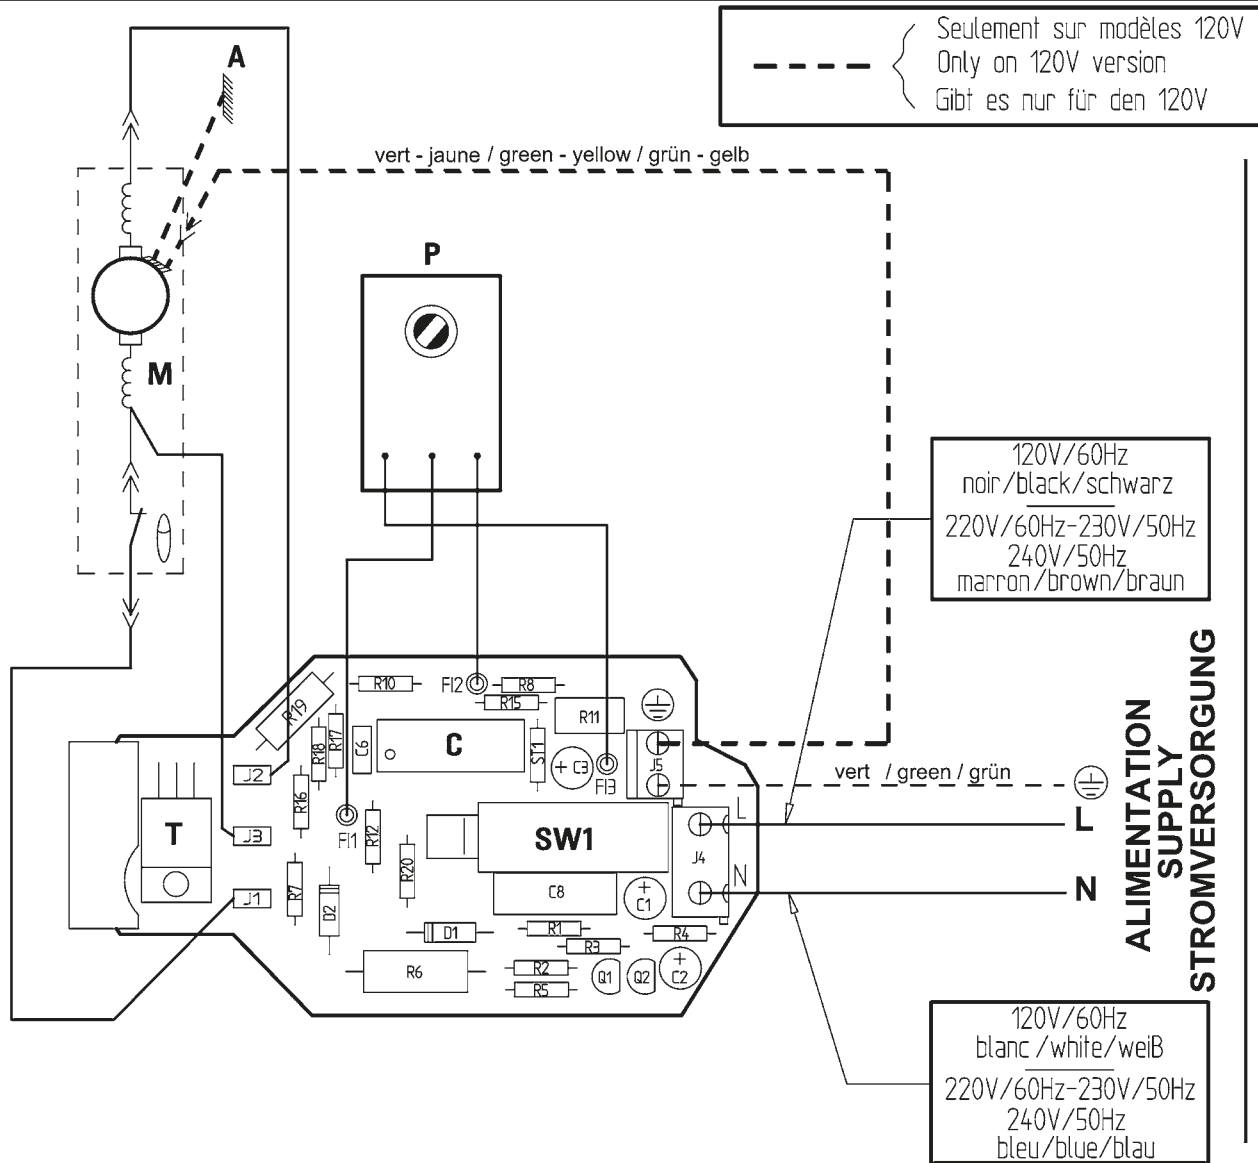 Seulement sur modèles 120V
Only on 120V version
Gibt es nur für den 120V
A
vert - jaune / green - yellow / grün - gelb
P
M
120V/60Hz
noir/black/schwarz
220V/60Hz-230V/50Hz
240V/50Hz
marron/brown/braun
R10
FI2
R8
R15
R19
R11
R18
R17
C6
C
ST1
+ C3
FI3
J5
J2
R16
vert / green / grün
L
L
T
J3
FI1
R12
SW1
J4
N
N
ALIMENTATION
SUPPLY
STROMVERSORGUNG
J1
R7
D2
R20
C8
+
C1
D1
R1
R3
R4
R6
R2
R5
Q1
Q2
+
C2
120V/60Hz
blanc/white/weiß
220V/60Hz-230V/50Hz
240V/50Hz
bleu/blue/blau